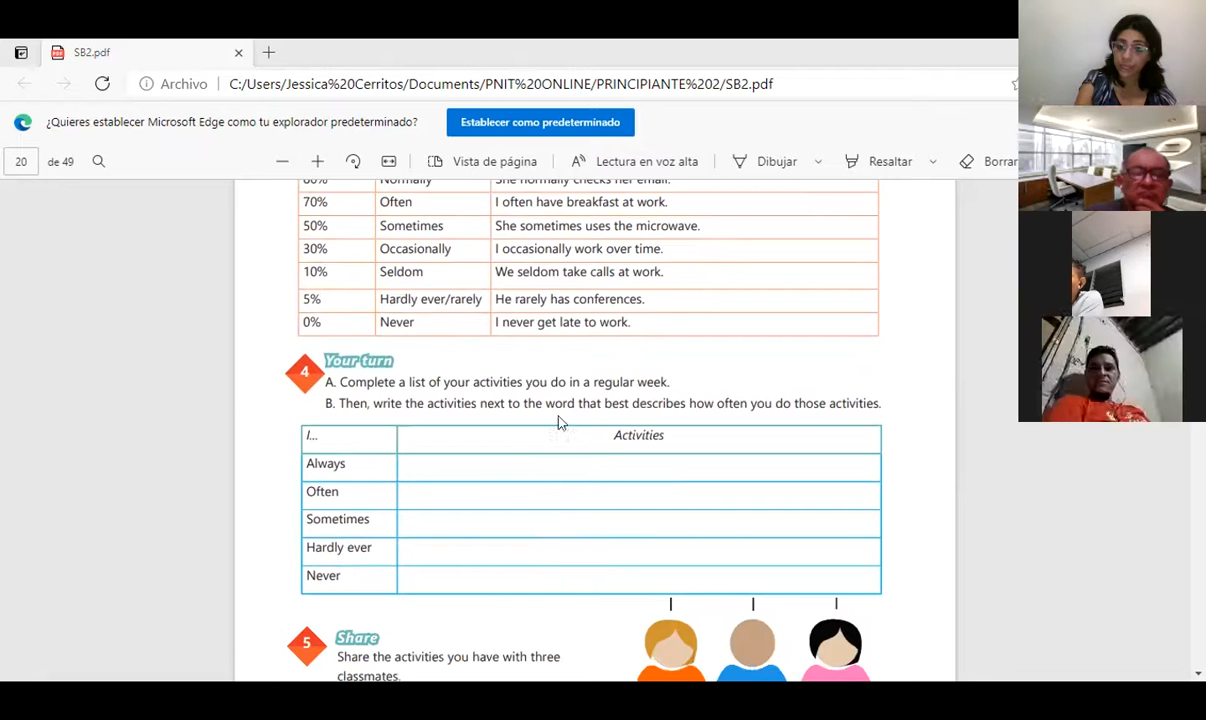 SB2.pdf
Archivo C:/Users/Jessica%20Cerritos/Documents/PNIT%20ONLINE/PRINCIPIANTE%202/SB2.pdf
¿Quieres establecer Microsoft Edge como tu explorador predeterminado? Establecer como predeterminado
20 de 49 Vista de página Lectura en voz alta Dibujar Resaltar Borrar
Normally She normally checks her email.
70% Often I often have breakfast at work.
50% Sometimes She sometimes uses the microwave.
30% Occasionally I occasionally work over time.
10% Seldom We seldom take calls at work.
5% Hardly ever/rarely He rarely has conferences.
0% Never I never get late to work.
4 Your turn
A. Complete a list of your activities you do in a regular week.
B. Then, write the activities next to the word that best describes how often you do those activities.
I... Activities
Always
Often
Sometimes
Hardly ever
Never
5 Share
Share the activities you have with three
classmates.